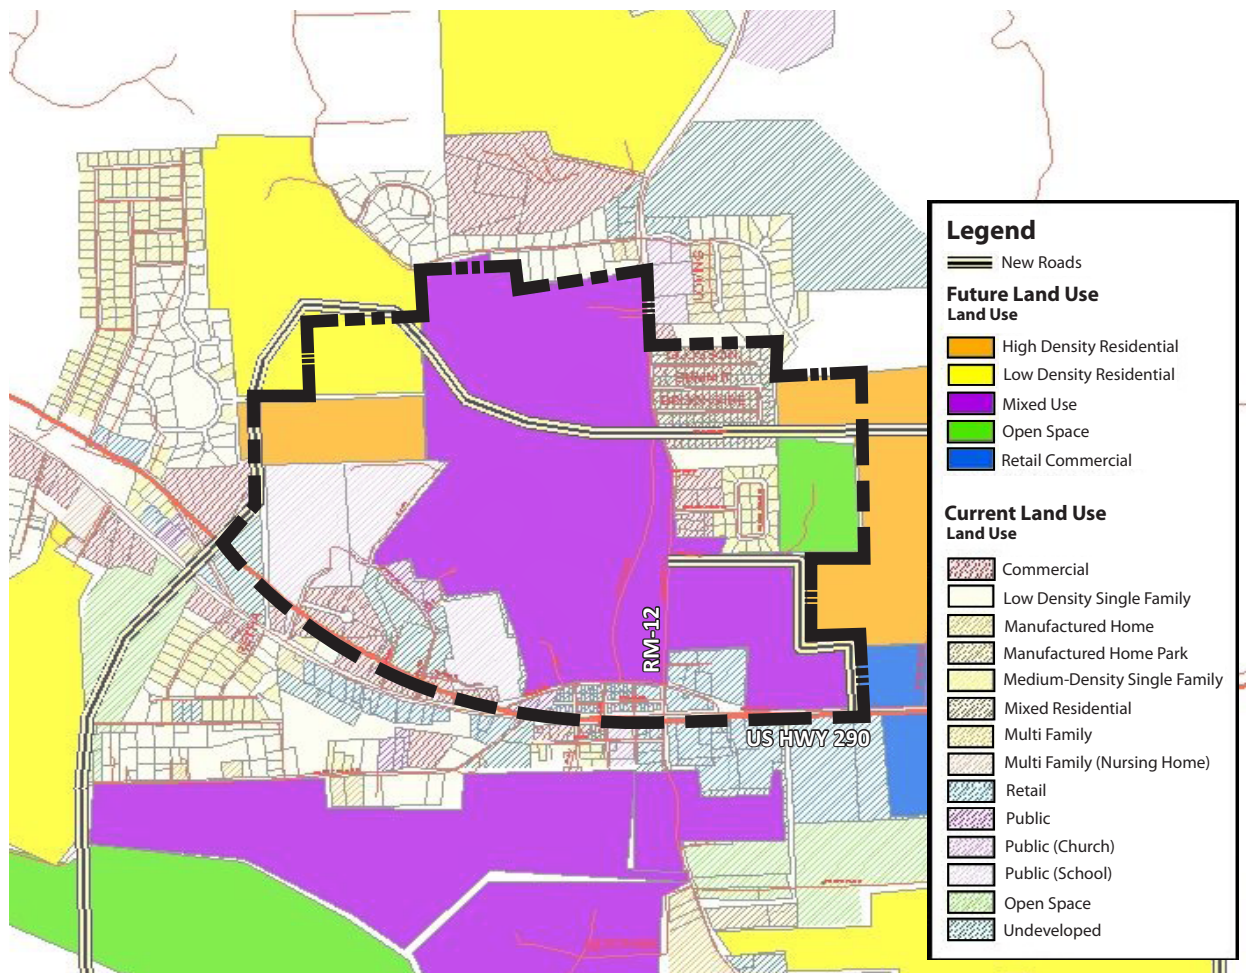 Legend
New Roads
Future Land Use
Land Use
High Density Residential
Low Density Residential
Mixed Use
Open Space
Retail Commercial
Current Land Use
Land Use
Commercial
Low Density Single Family
Manufactured Home
Manufactured Home Park
Medium-Density Single Family
Mixed Residential
Multi Family
Multi Family (Nursing Home)
Retail
Public
Public (Church)
Public (School)
Open Space
Undeveloped
RM-12
US HWY 290